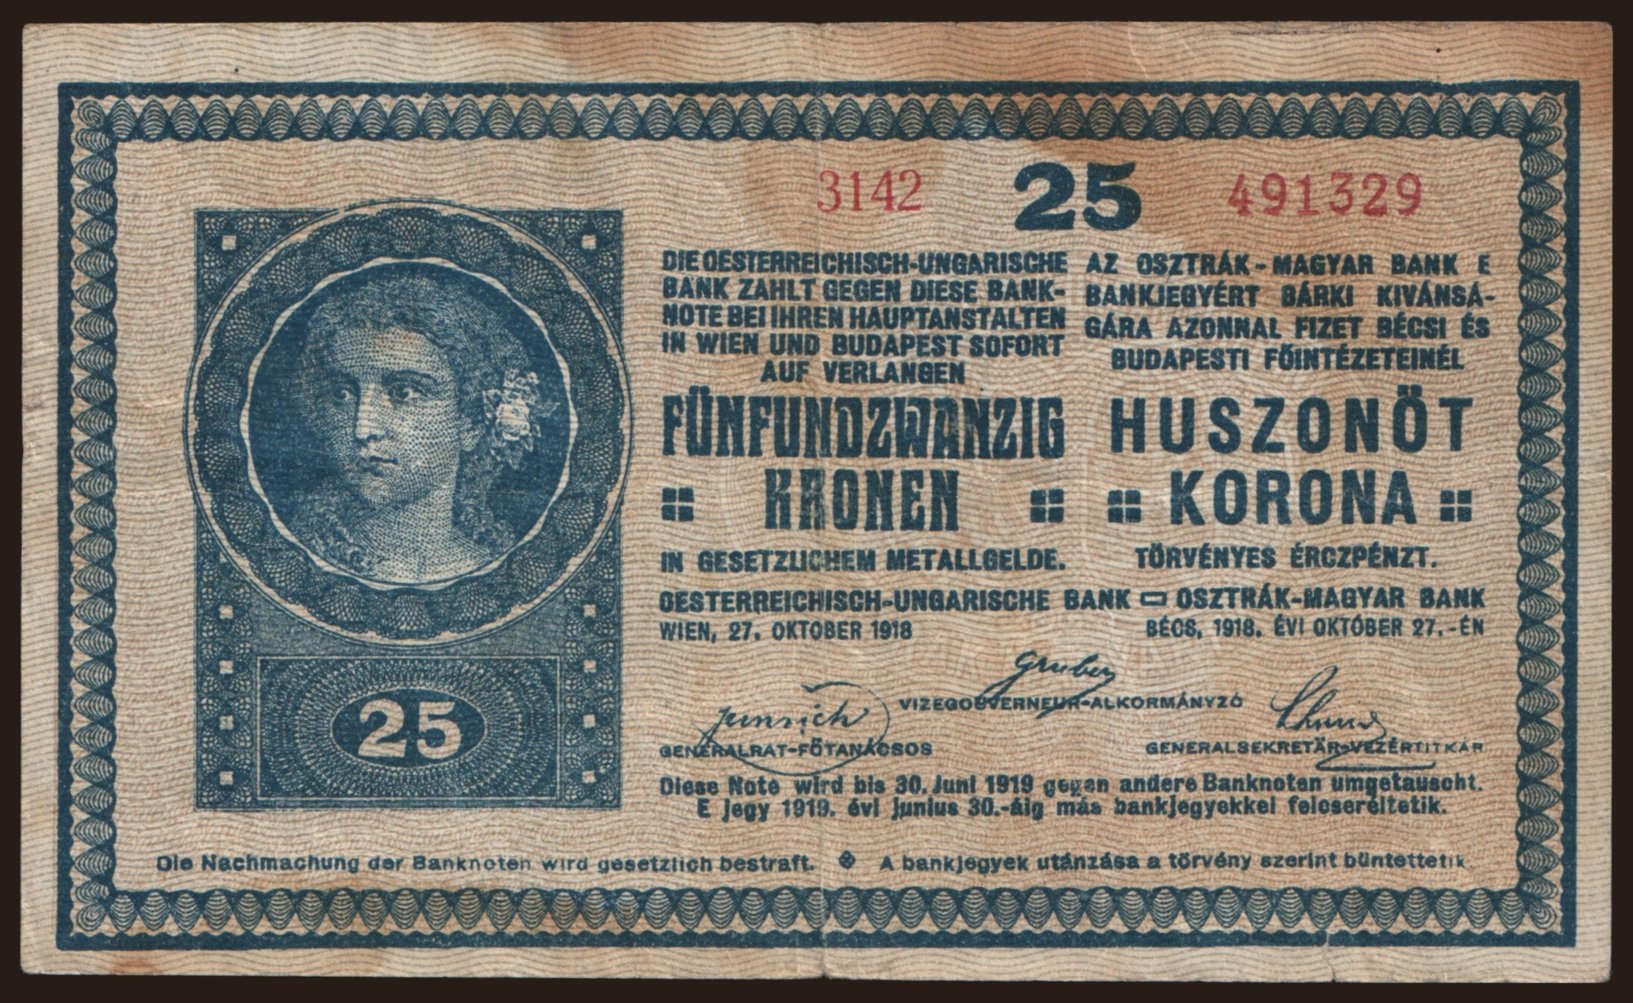 3142 25 491329
DIE OESTERREICHISCH-UNGARISCHE
BANK ZAHLT GEGEN DIESE BANK-
NOTE BEI IHREN HAUPTANSTALTEN
IN WIEN UND BUDAPEST SOFORT
AUF VERLANGEN
FÜNFUNDZWANZIG
KRONEN
IN GESETZLICHEM METALLGELDE.
AZ OSZTRÁK-MAGYAR BANK E
BANKJEGYÉRT BÁRKI KIVÁNSÁ-
GÁRA AZONNAL FIZET BÉCSI ÉS
BUDAPESTI FŐINTÉZETEINÉL
HUSZONÖT
KORONA
TÖRVÉNYES ÉRCZPÉNZT.
OESTERREICHISCH-UNGARISCHE BANK OSZTRÁK-MAGYAR BANK
WIEN, 27. OKTOBER 1918 BÉCS, 1918. ÉVI OKTÓBER 27.-ÉN
Gruber
VIZEGOUVERNEUR-ALKORMÁNYZÓ
GENERALRAT-FŐTANÁCSOS GENERALSEKRETÄR-VEZÉRTITKÁR
Diese Note wird bis 30. Juni 1919 gegen andere Banknoten umgetauscht.
E jegy 1919. évi junius 30.-áig más bankjegyekkel felcseréltetik.
25
Die Nachmachung der Banknoten wird gesetzlich bestraft. A bankjegyek utánzása a törvény szerint büntettetik.